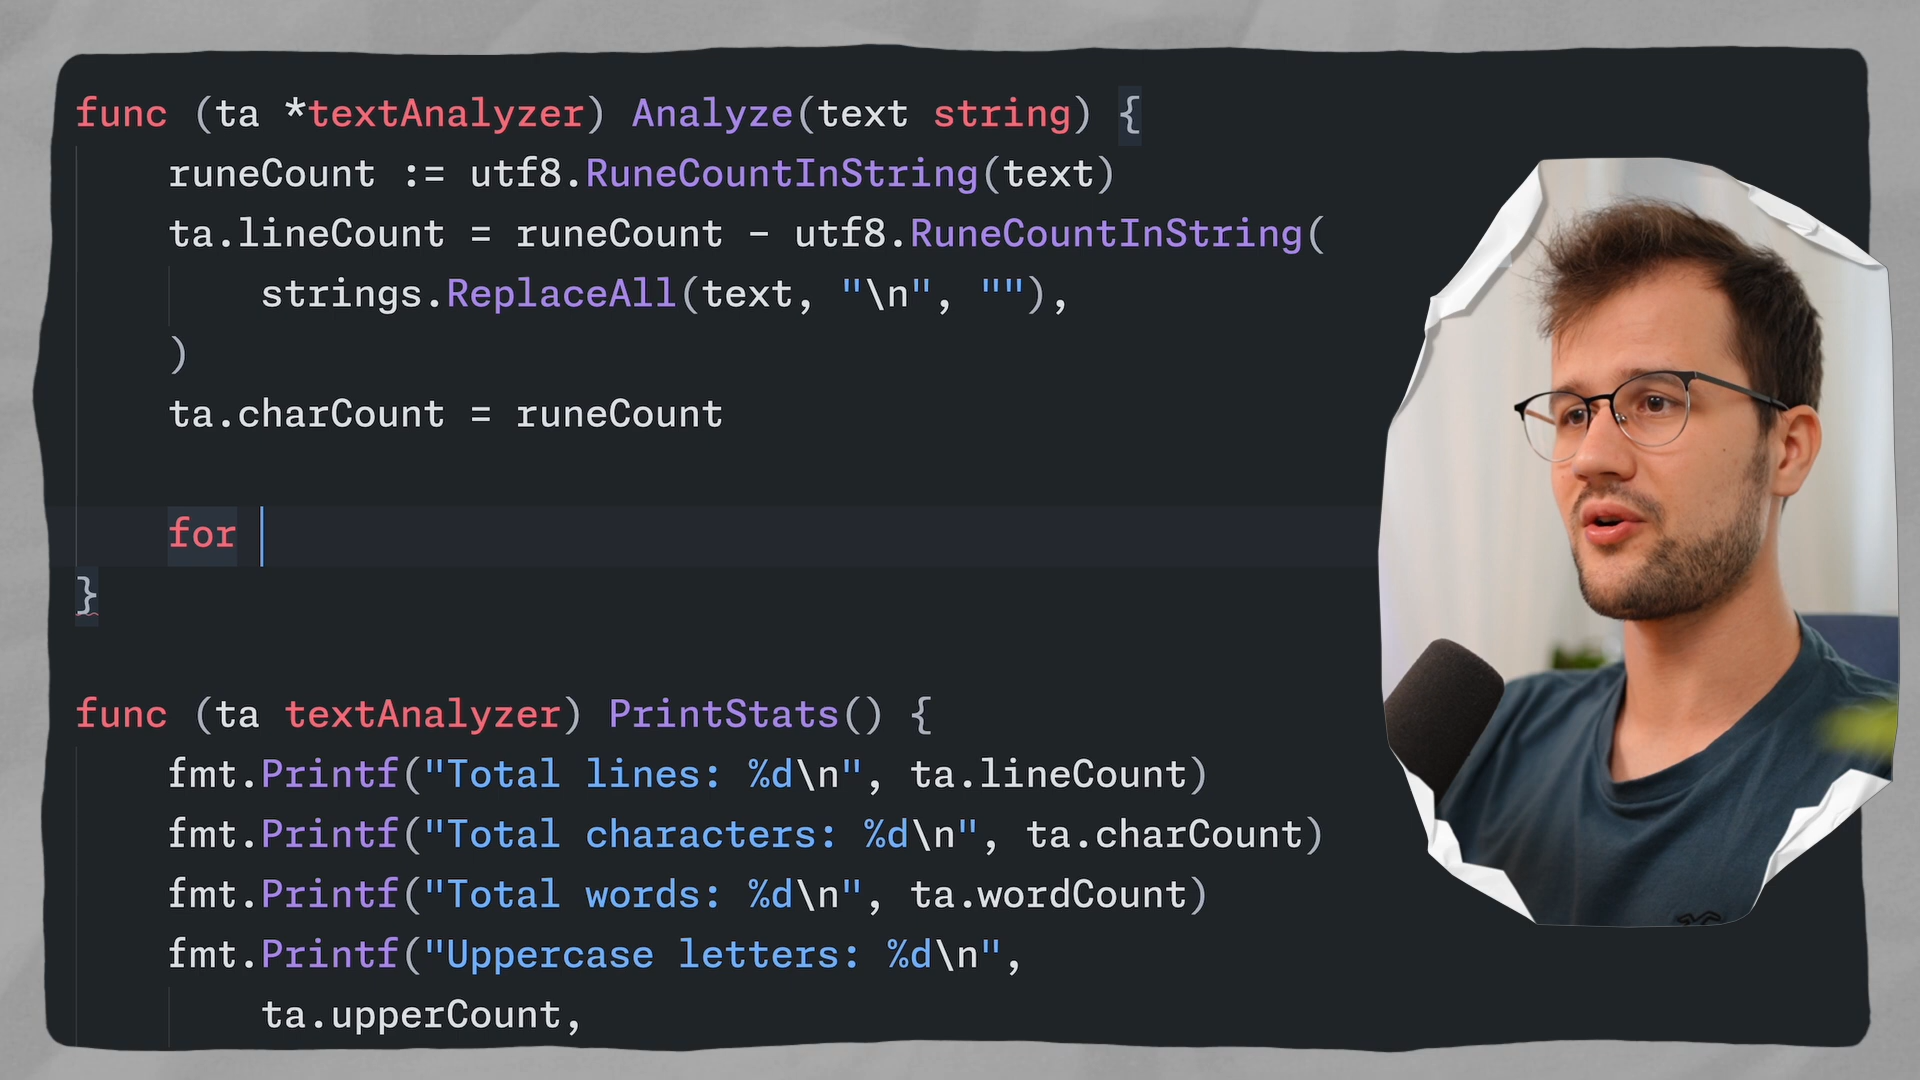 func (ta *textAnalyzer) Analyze(text string) {
    runeCount := utf8.RuneCountInString(text)
    ta.lineCount = runeCount - utf8.RuneCountInString(
        strings.ReplaceAll(text, "\n", ""),
    )
    ta.charCount = runeCount
    for
}
func (ta textAnalyzer) PrintStats() {
    fmt.Printf("Total lines: %d\n", ta.lineCount)
    fmt.Printf("Total characters: %d\n", ta.charCount)
    fmt.Printf("Total words: %d\n", ta.wordCount)
    fmt.Printf("Uppercase letters: %d\n",
        ta.upperCount,